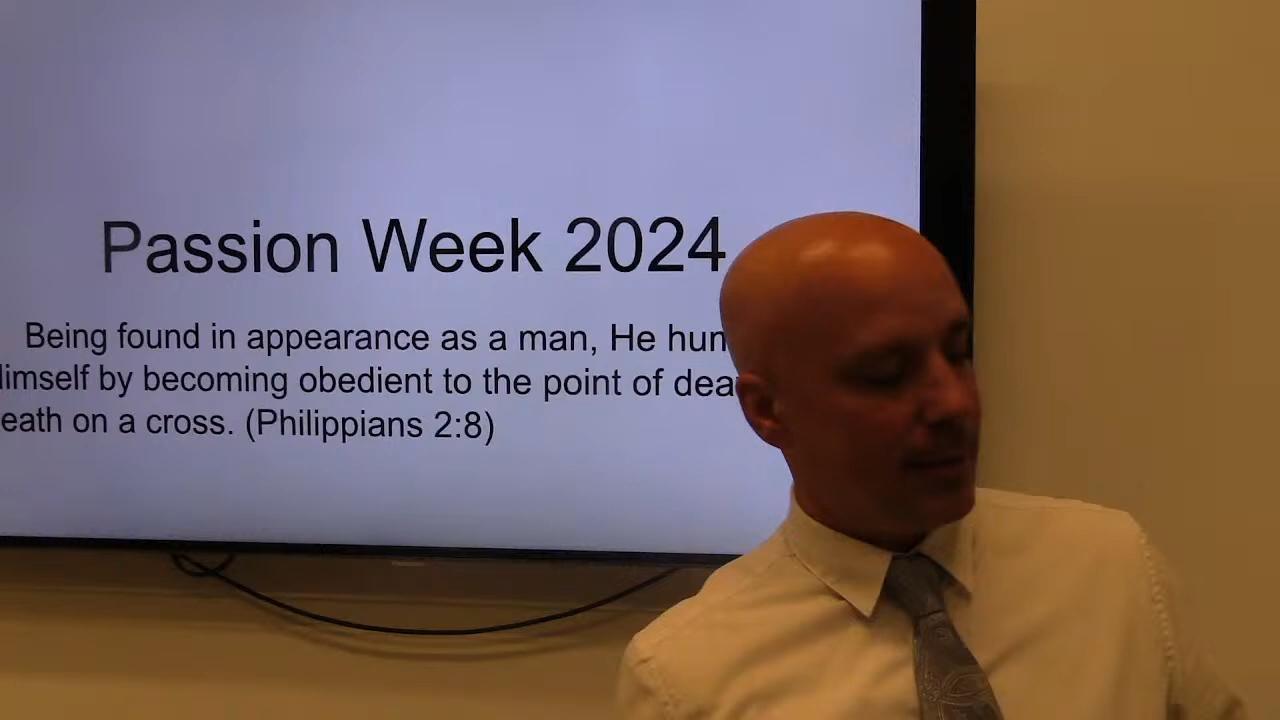 Passion Week 2024
Being found in appearance as a man, He hum
Himself by becoming obedient to the point of dea
eath on a cross. (Philippians 2:8)